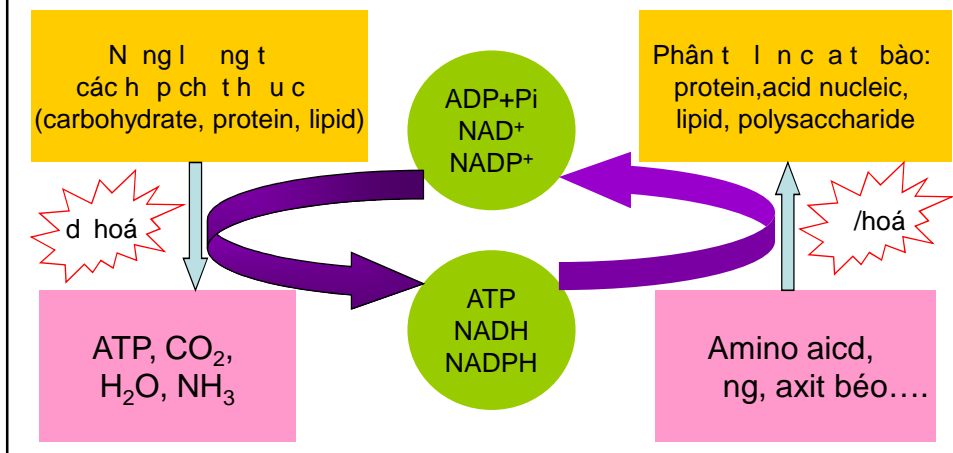 N ng l ng t
các h p ch t h u c
(carbohydrate, protein, lipid)
ADP+Pi
NAD⁺
NADP⁺
Phân t l n c a t bào:
protein,acid nucleic,
lipid, polysaccharide
d hoá
/hoá
ATP, CO₂,
H₂O, NH₃
ATP
NADH
NADPH
Amino aicd,
ng, axit béo….